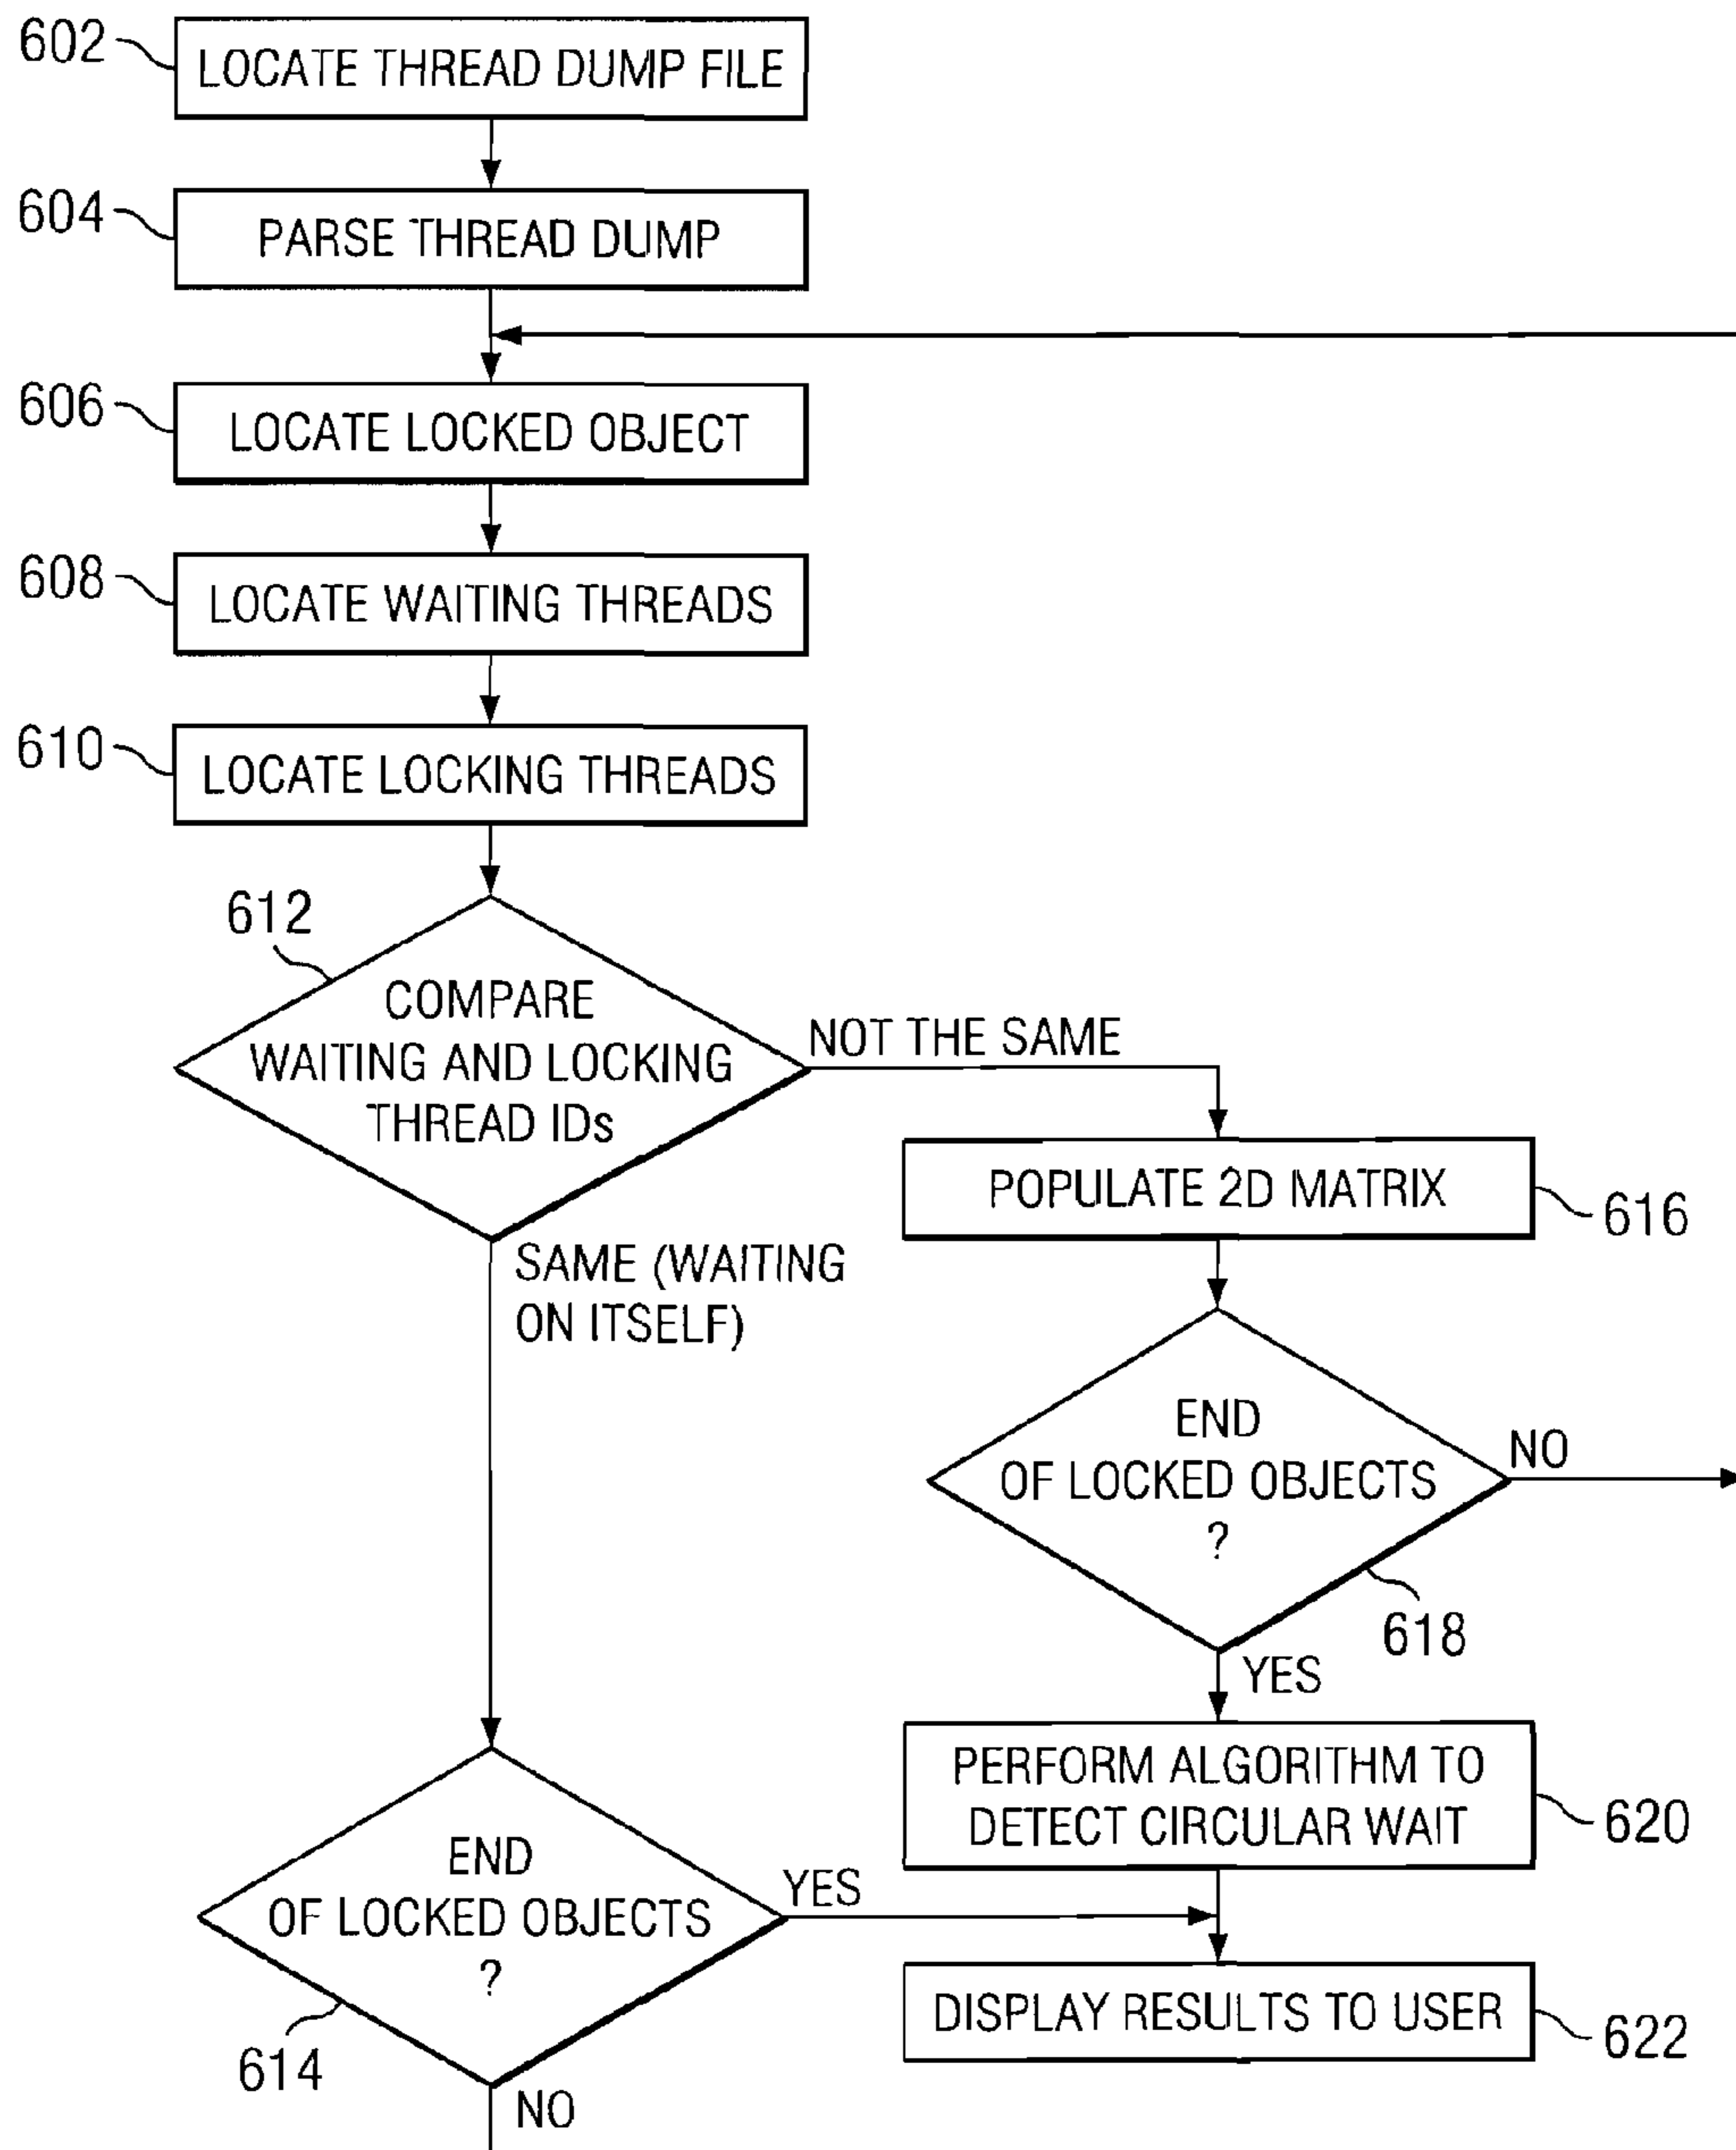 602
LOCATE THREAD DUMP FILE
604
PARSE THREAD DUMP
606
LOCATE LOCKED OBJECT
608
LOCATE WAITING THREADS
610
LOCATE LOCKING THREADS
612
COMPARE
WAITING AND LOCKING
THREAD IDs
NOT THE SAME
SAME (WAITING
ON ITSELF)
POPULATE 2D MATRIX
616
END
OF LOCKED OBJECTS
?
NO
618
YES
PERFORM ALGORITHM TO
DETECT CIRCULAR WAIT
620
END
OF LOCKED OBJECTS
?
YES
614
NO
DISPLAY RESULTS TO USER
622